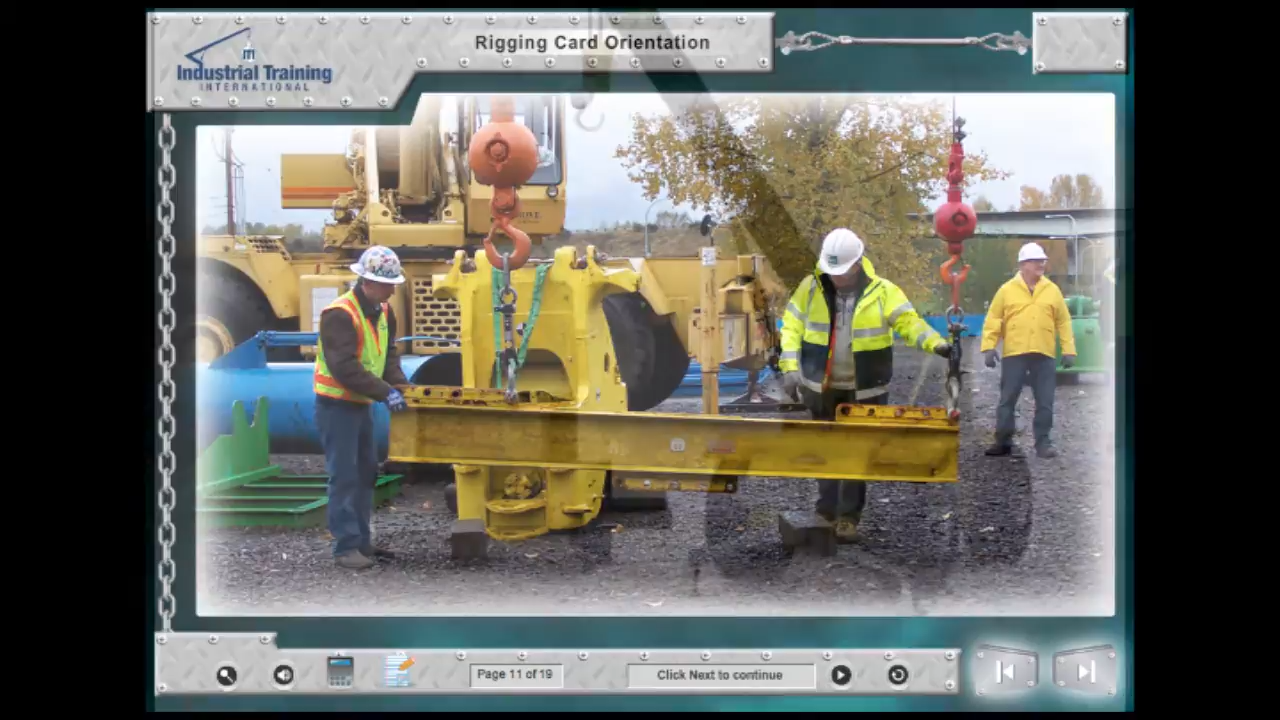 Rigging Card Orientation
Industrial Training
INTERNATIONAL
Page 11 of 19
Click Next to continue